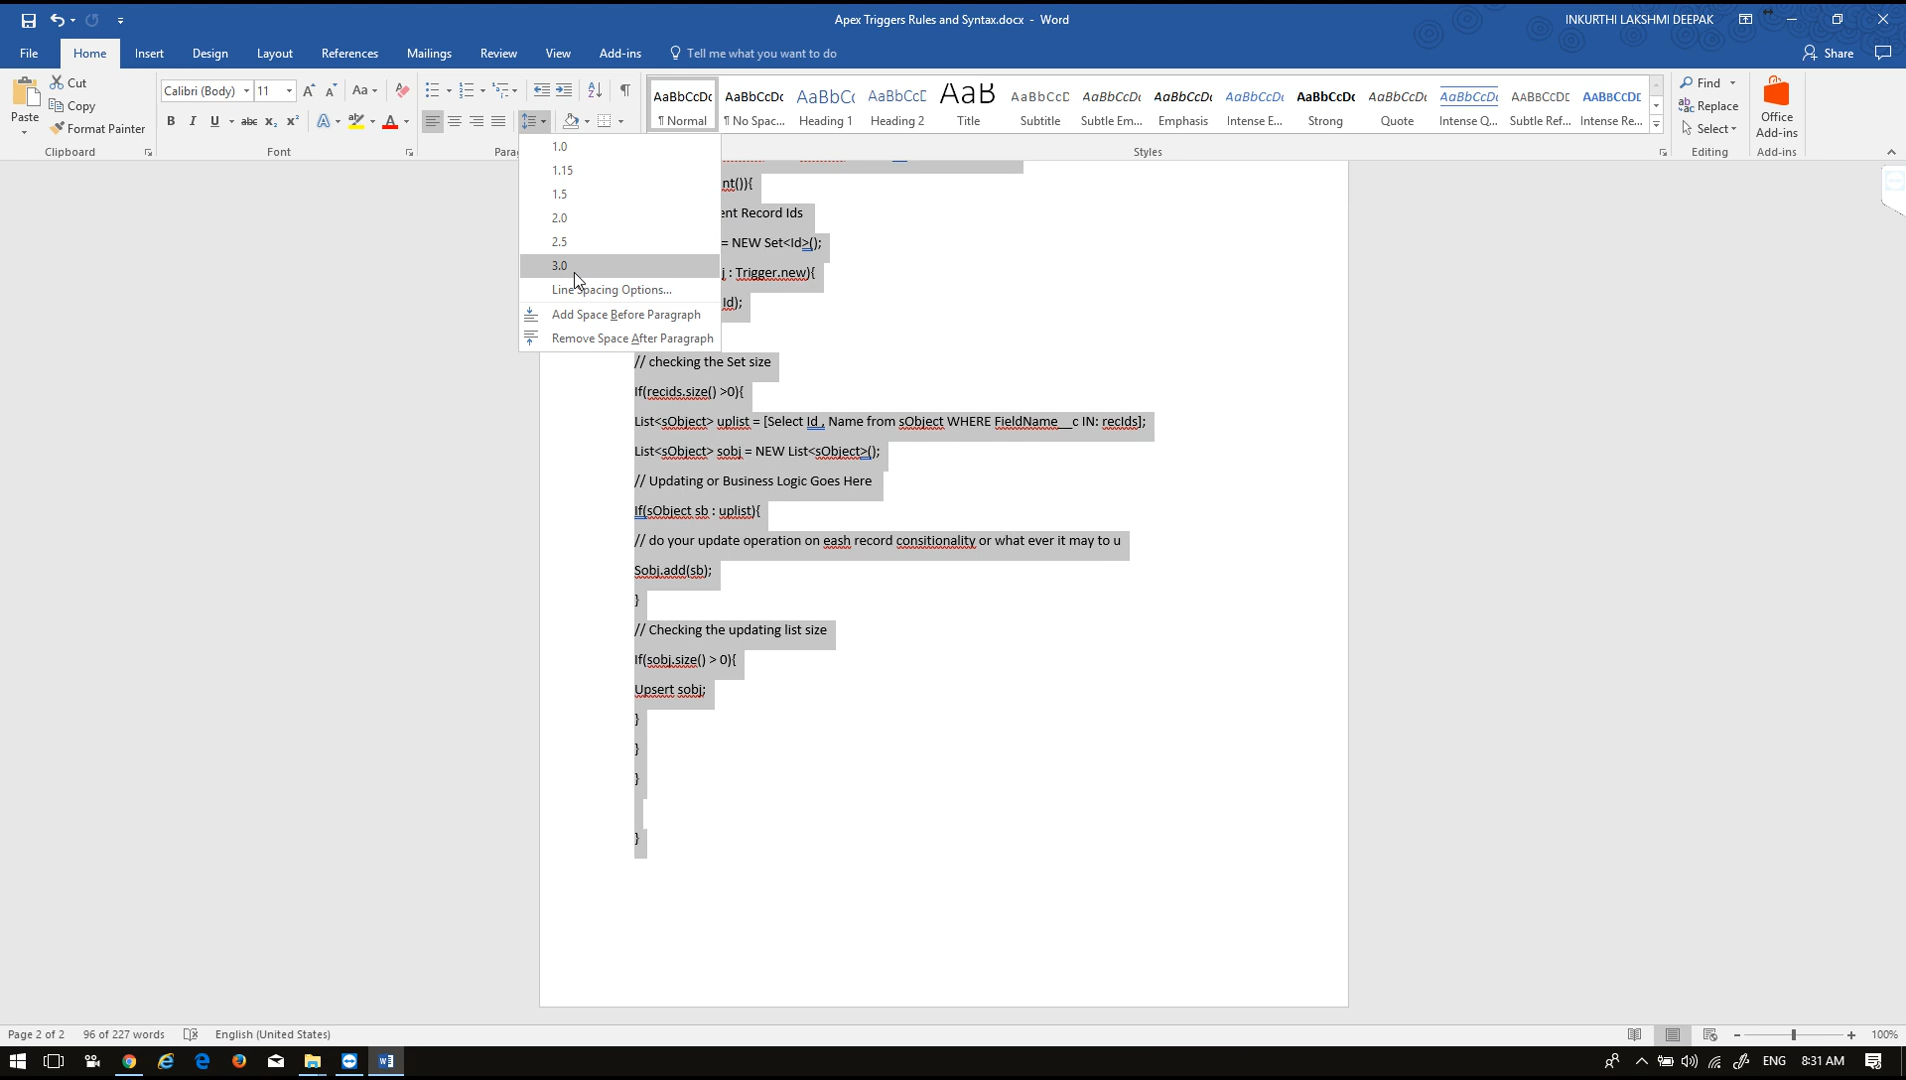 Apex Triggers Rules and Syntax.docx - Word
INKURTHI LAKSHMI DEEPAK
File Home Insert Design Layout References Mailings Review View Add-ins Tell me what you want to do
Share
Cut
Copy
Format Painter
Paste
Calibri (Body) 11
Aa
B I U abc X₂ X²
A A
AaBbCcDc AaBbCcDc AaBbC AaBbCcD AaB AaBbCcD AaBbCcDc AaBbCcDc AaBbCcDc AaBbCcDc AaBbCcDc AaBbCcDc AABBCCDD AABBCCDD
¶ Normal ¶ No Spac... Heading 1 Heading 2 Title Subtitle Subtle Em... Emphasis Intense E... Strong Quote Intense Q... Subtle Ref... Intense Re...
Find
Replace
Select
Office
Add-ins
Clipboard Font Styles Editing Add-ins
1.0
1.15
1.5
2.0
2.5
3.0
Line Spacing Options...
Add Space Before Paragraph
Remove Space After Paragraph
nt()){
ent Record Ids
= NEW Set<Id>();
j : Trigger.new){
Id);
// checking the Set size
If(recids.size() >0){
List<sObject> uplist = [Select Id , Name from sObject WHERE FieldName__c IN: recIds];
List<sObject> sobj = NEW List<sObject>();
// Updating or Business Logic Goes Here
If(sObject sb : uplist){
// do your update operation on eash record consitionality or what ever it may to u
Sobj.add(sb);
}
// Checking the updating list size
If(sobj.size() > 0){
Upsert sobj;
}
}
}
}
Page 2 of 2 96 of 227 words English (United States)
100%
ENG 8:31 AM